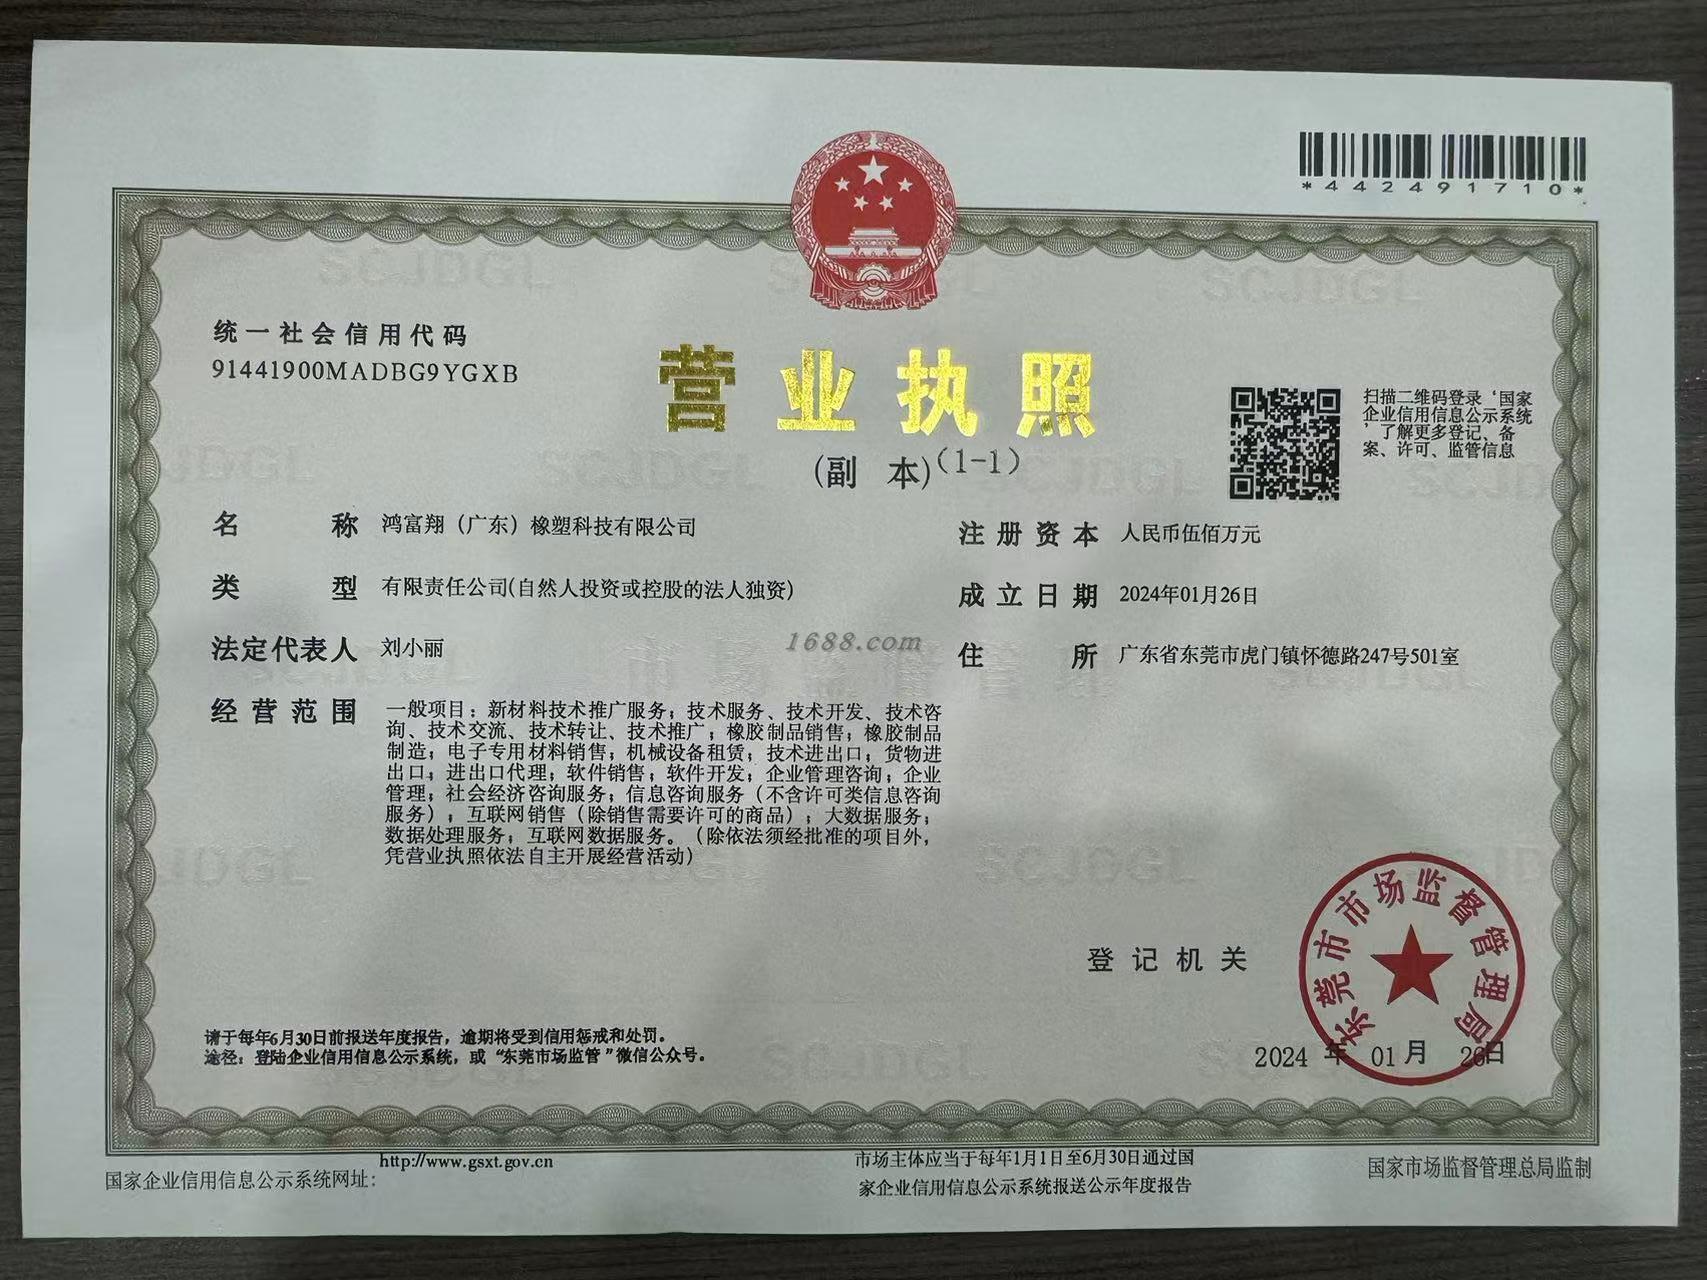 *442491710*
统一社会信用代码
91441900MADBG9YGXB
营业执照
(副 本)(1-1)
扫描二维码登录‘国家
企业信用信息公示系统
’了解更多登记、备
案、许可、监管信息
名 称 鸿富翔（广东）橡塑科技有限公司
类 型 有限责任公司(自然人投资或控股的法人独资)
法定代表人 刘小丽
经营范围 一般项目：新材料技术推广服务；技术服务、技术开发、技术咨
询、技术交流、技术转让、技术推广；橡胶制品销售；橡胶制品
制造；电子专用材料销售；机械设备租赁；技术进出口；货物进
出口；进出口代理；软件销售；软件开发；企业管理咨询；企业
管理；社会经济咨询服务；信息咨询服务（不含许可类信息咨询
服务）；互联网销售（除销售需要许可的商品）；大数据服务；
数据处理服务；互联网数据服务。（除依法须经批准的项目外，
凭营业执照依法自主开展经营活动）
注册资本 人民币伍佰万元
成立日期 2024年01月26日
住 所 广东省东莞市虎门镇怀德路247号501室
1688.com
登记机关
东莞市市场监督管理局
2024 年 01 月 26日
请于每年6月30日前报送年度报告，逾期将受到信用惩戒和处罚。
途径：登陆企业信用信息公示系统，或“东莞市场监管”微信公众号。
国家企业信用信息公示系统网址：http://www.gsxt.gov.cn
市场主体应当于每年1月1日至6月30日通过国
家企业信用信息公示系统报送公示年度报告
国家市场监督管理总局监制